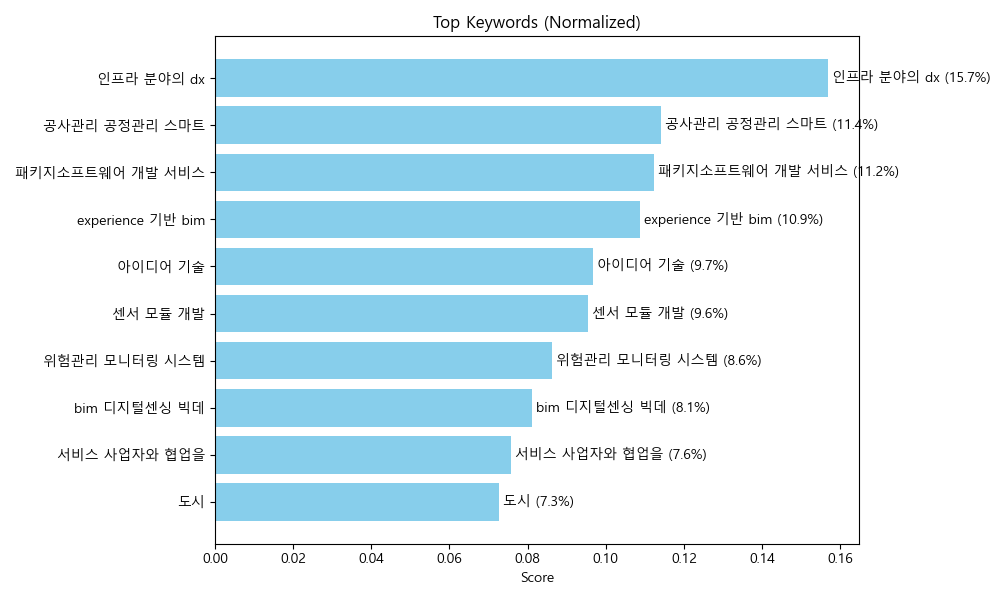 Top Keywords (Normalized)
인프라 분야의 dx
인프라 분야의 dx (15.7%)
공사관리 공정관리 스마트
공사관리 공정관리 스마트 (11.4%)
패키지소프트웨어 개발 서비스
패키지소프트웨어 개발 서비스 (11.2%)
experience 기반 bim
experience 기반 bim (10.9%)
아이디어 기술
아이디어 기술 (9.7%)
센서 모듈 개발
센서 모듈 개발 (9.6%)
위험관리 모니터링 시스템
위험관리 모니터링 시스템 (8.6%)
bim 디지털센싱 빅데
bim 디지털센싱 빅데 (8.1%)
서비스 사업자와 협업을
서비스 사업자와 협업을 (7.6%)
도시
도시 (7.3%)
0.00 0.02 0.04 0.06 0.08 0.10 0.12 0.14 0.16
Score